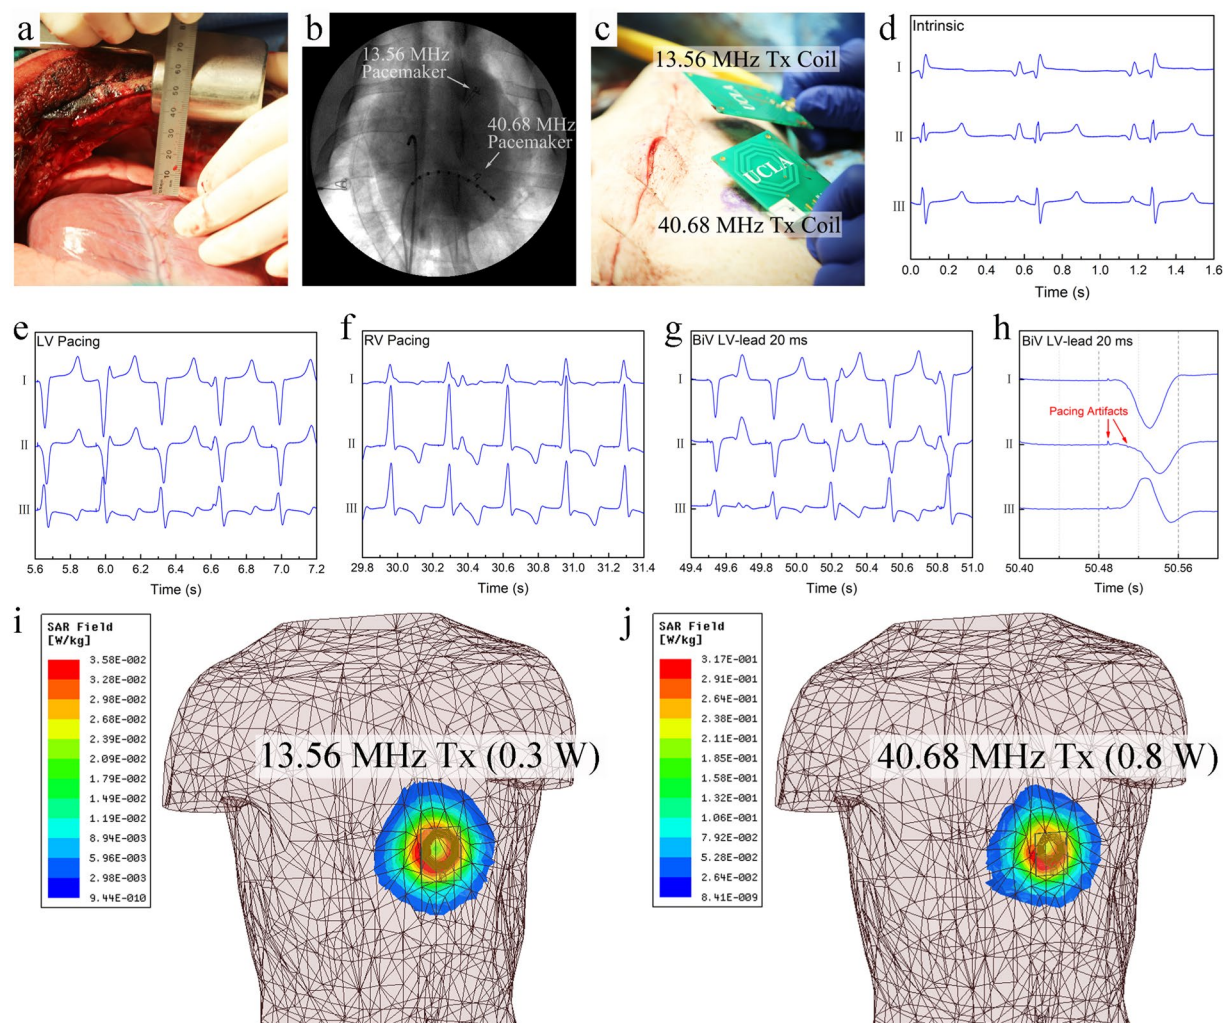 a
b
13.56 MHz
Pacemaker
40.68 MHz
Pacemaker
c
13.56 MHz Tx Coil
UCLA
UCLA
40.68 MHz Tx Coil
d
Intrinsic
I
II
III
0.0 0.2 0.4 0.6 0.8 1.0 1.2 1.4 1.6
Time (s)
e
LV Pacing
I
II
III
5.6 5.8 6.0 6.2 6.4 6.6 6.8 7.0 7.2
Time (s)
f
RV Pacing
I
II
III
29.8 30.0 30.2 30.4 30.6 30.8 31.0 31.2 31.4
Time (s)
g
BiV LV-lead 20 ms
I
II
III
49.4 49.6 49.8 50.0 50.2 50.4 50.6 50.8 51.0
Time (s)
h
BiV LV-lead 20 ms
I
Pacing Artifacts
II
III
50.40 50.48 50.56
Time (s)
i
SAR Field
[W/kg]
3.58E-002
3.28E-002
2.98E-002
2.68E-002
2.39E-002
2.09E-002
1.79E-002
1.49E-002
1.19E-002
8.94E-003
5.96E-003
2.98E-003
9.44E-010
13.56 MHz Tx (0.3 W)
j
SAR Field
[W/kg]
3.17E-001
2.91E-001
2.64E-001
2.38E-001
2.11E-001
1.85E-001
1.58E-001
1.32E-001
1.06E-001
7.92E-002
5.28E-002
2.64E-002
8.41E-009
40.68 MHz Tx (0.8 W)